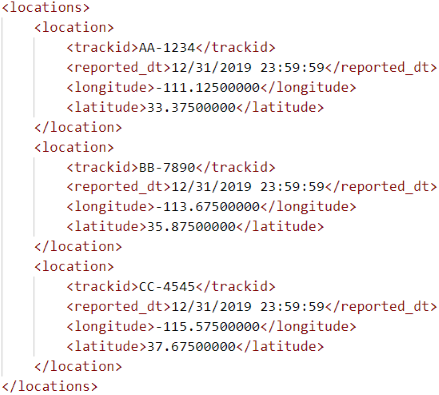 <locations>
    <location>
        <trackid>AA-1234</trackid>
        <reported_dt>12/31/2019 23:59:59</reported_dt>
        <longitude>-111.12500000</longitude>
        <latitude>33.37500000</latitude>
    </location>
    <location>
        <trackid>BB-7890</trackid>
        <reported_dt>12/31/2019 23:59:59</reported_dt>
        <longitude>-113.67500000</longitude>
        <latitude>35.87500000</latitude>
    </location>
    <location>
        <trackid>CC-4545</trackid>
        <reported_dt>12/31/2019 23:59:59</reported_dt>
        <longitude>-115.57500000</longitude>
        <latitude>37.67500000</latitude>
    </location>
</locations>